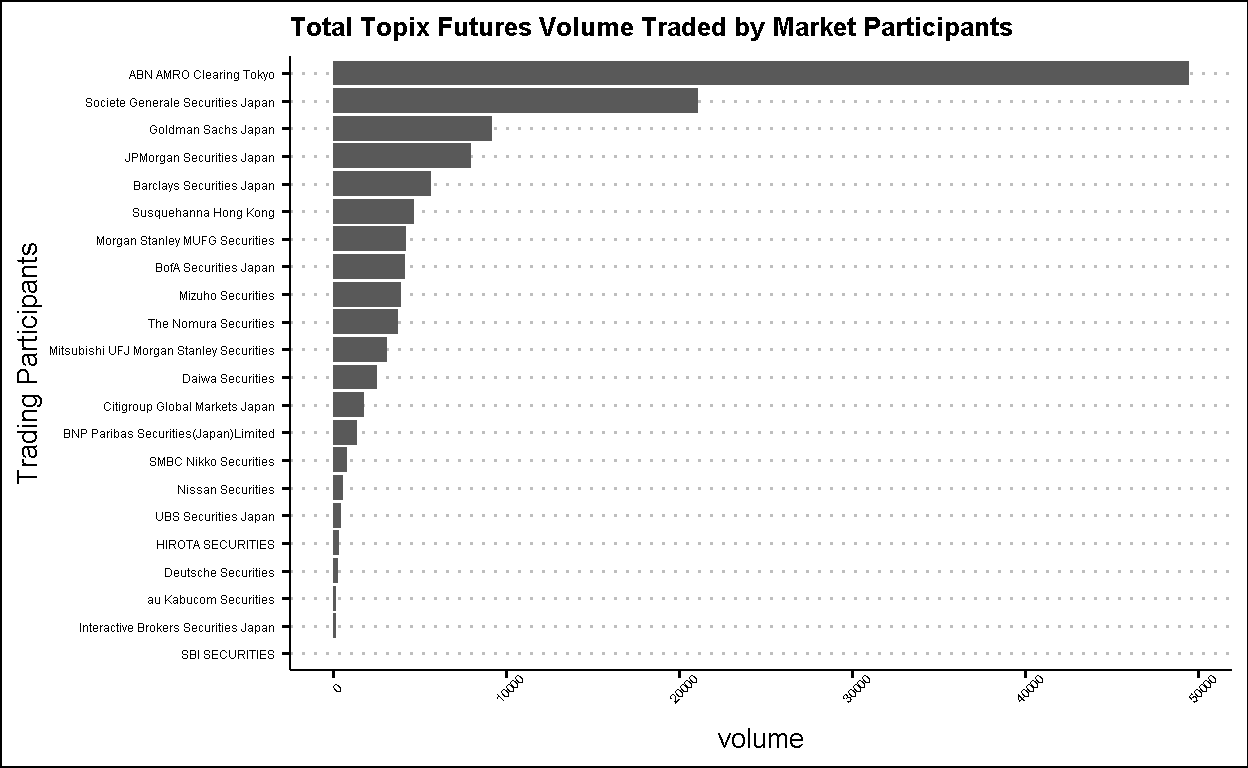 Total Topix Futures Volume Traded by Market Participants
Trading Participants
ABN AMRO Clearing Tokyo
Societe Generale Securities Japan
Goldman Sachs Japan
JPMorgan Securities Japan
Barclays Securities Japan
Susquehanna Hong Kong
Morgan Stanley MUFG Securities
BofA Securities Japan
Mizuho Securities
The Nomura Securities
Mitsubishi UFJ Morgan Stanley Securities
Daiwa Securities
Citigroup Global Markets Japan
BNP Paribas Securities(Japan)Limited
SMBC Nikko Securities
Nissan Securities
UBS Securities Japan
HIROTA SECURITIES
Deutsche Securities
au Kabucom Securities
Interactive Brokers Securities Japan
SBI SECURITIES
0
10000
20000
30000
40000
50000
volume